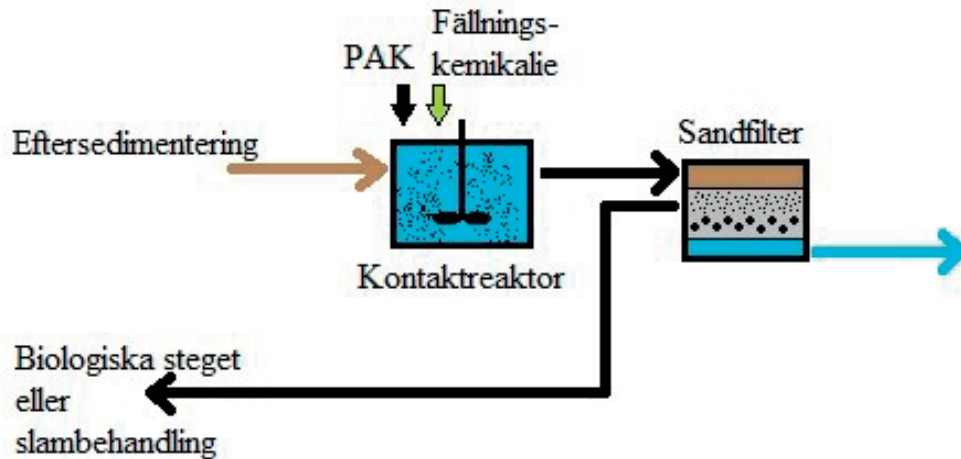 PAK
Fällnings-
kemikalie
Eftersedimentering
Sandfilter
Kontaktreaktor
Biologiska steget
eller
slambehandling